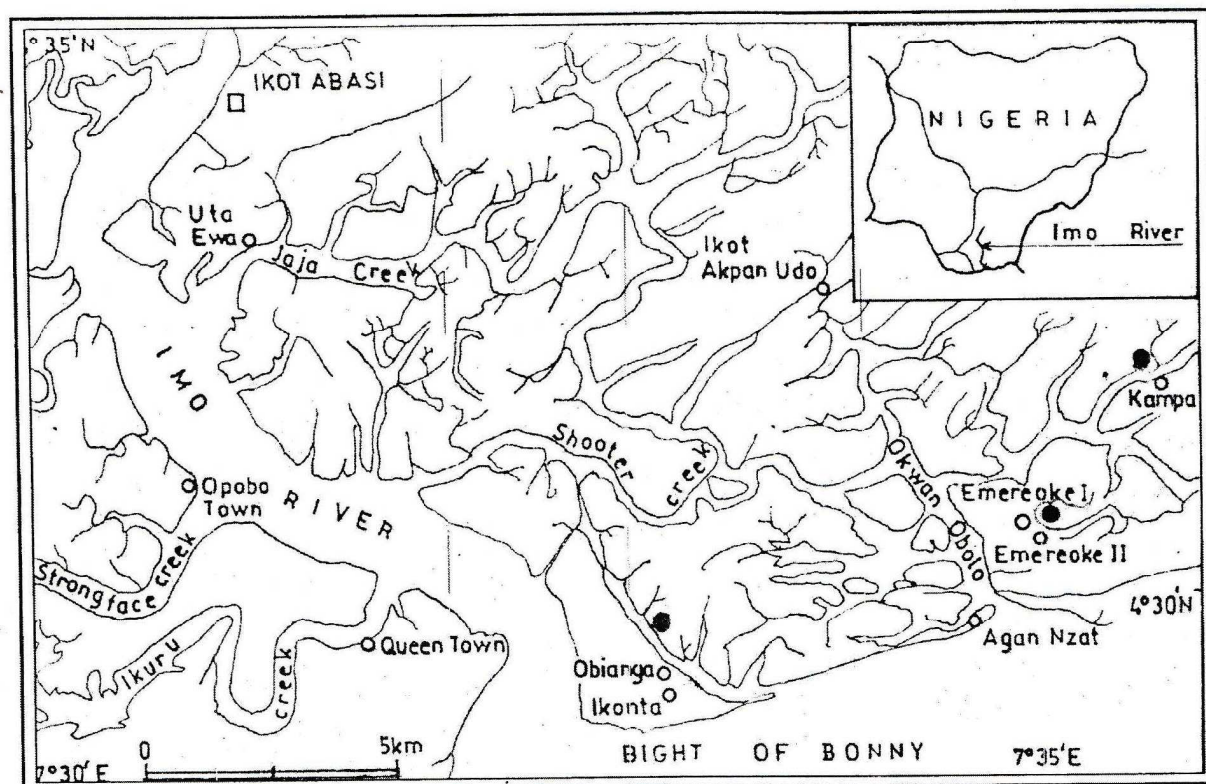 ° 35' N
IKOT ABASI
NIGERIA
Imo River
Uta
Ewa
Jaja Creek
Ikot
Akpan Udo
IMO RIVER
Kampa
Shooter creek
Okwan Obolo
Opobo
Town
Emereoke I
Emereoke II
Strongface creek
4°30'N
Agan Nzat
Queen Town
Ikuru creek
Obianga
Ikonta
0 5km
BIGHT OF BONNY
7°30' E
7°35'E